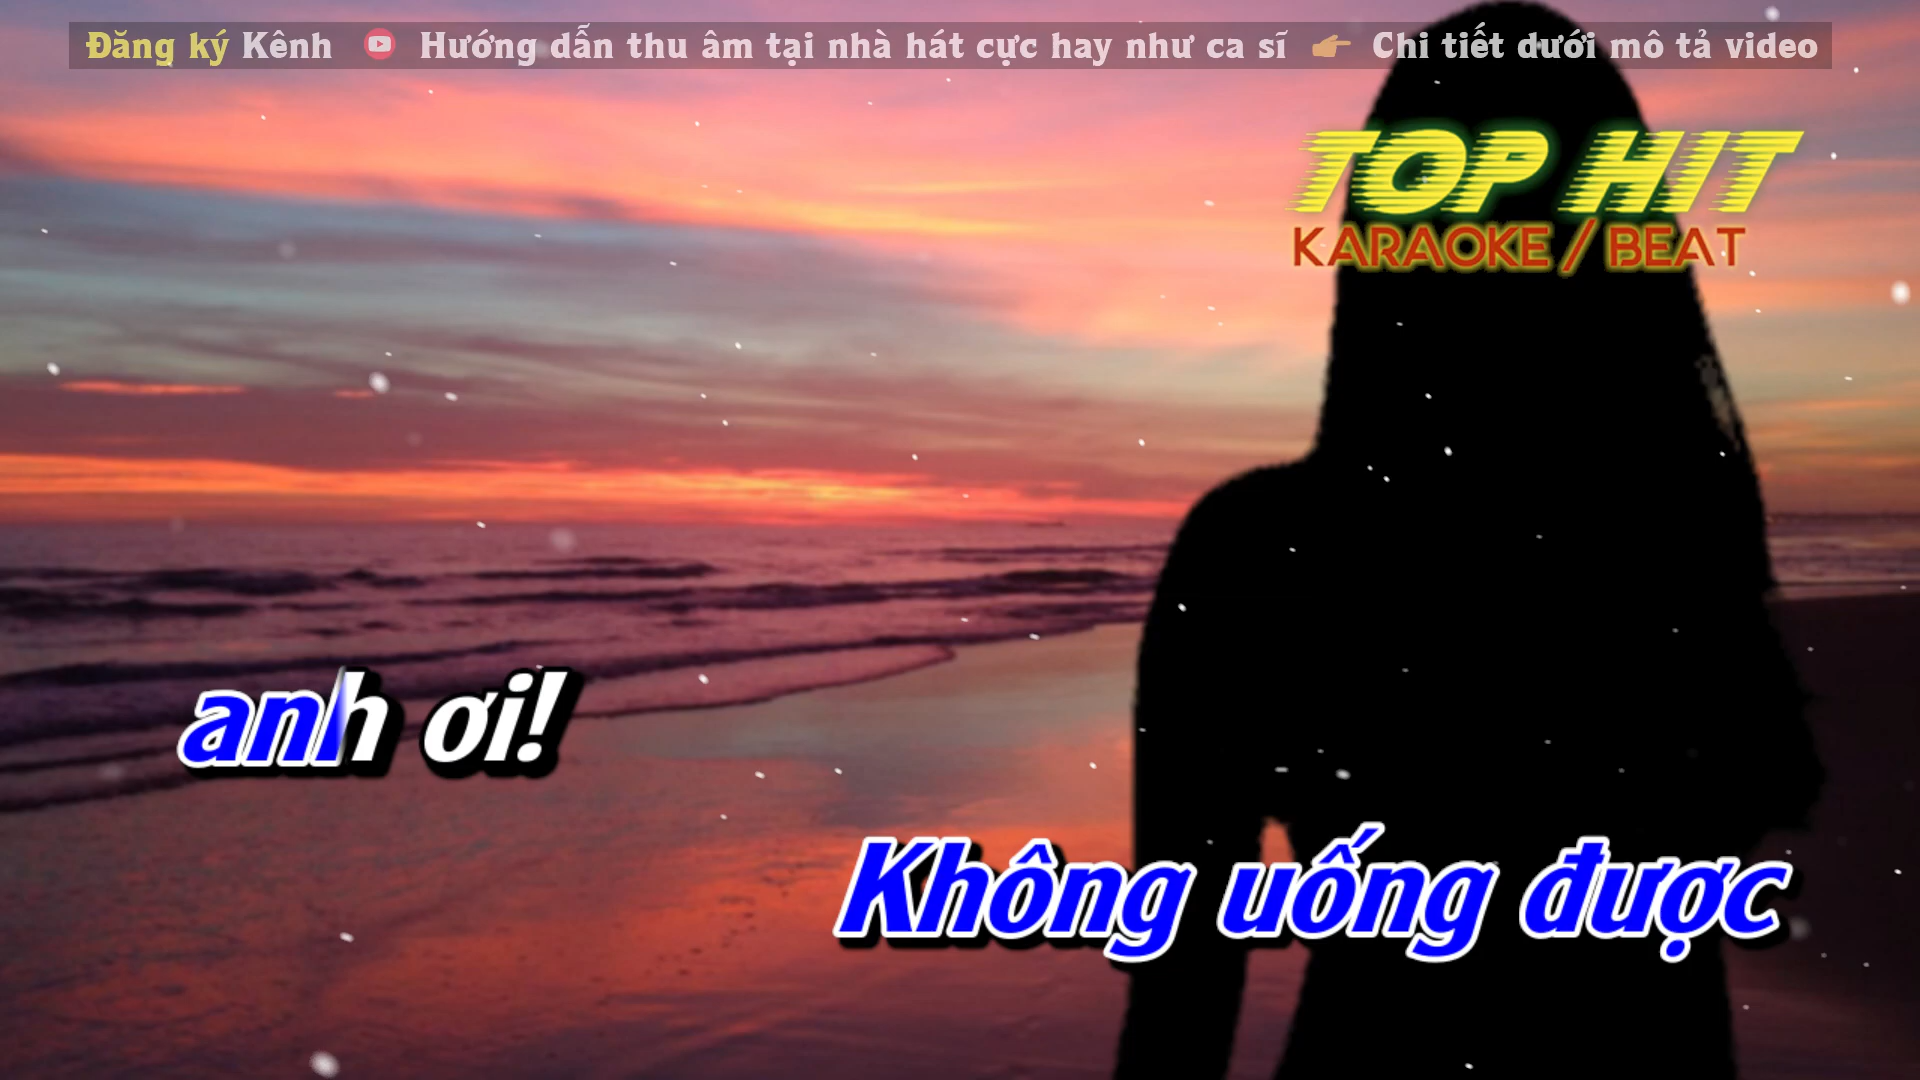 Đăng ký Kênh Hướng dẫn thu âm tại nhà hát cực hay như ca sĩ 👉 Chi tiết dưới mô tả video
TOP HIT
KARAOKE / BEAT
anh ơi!
Không uống được